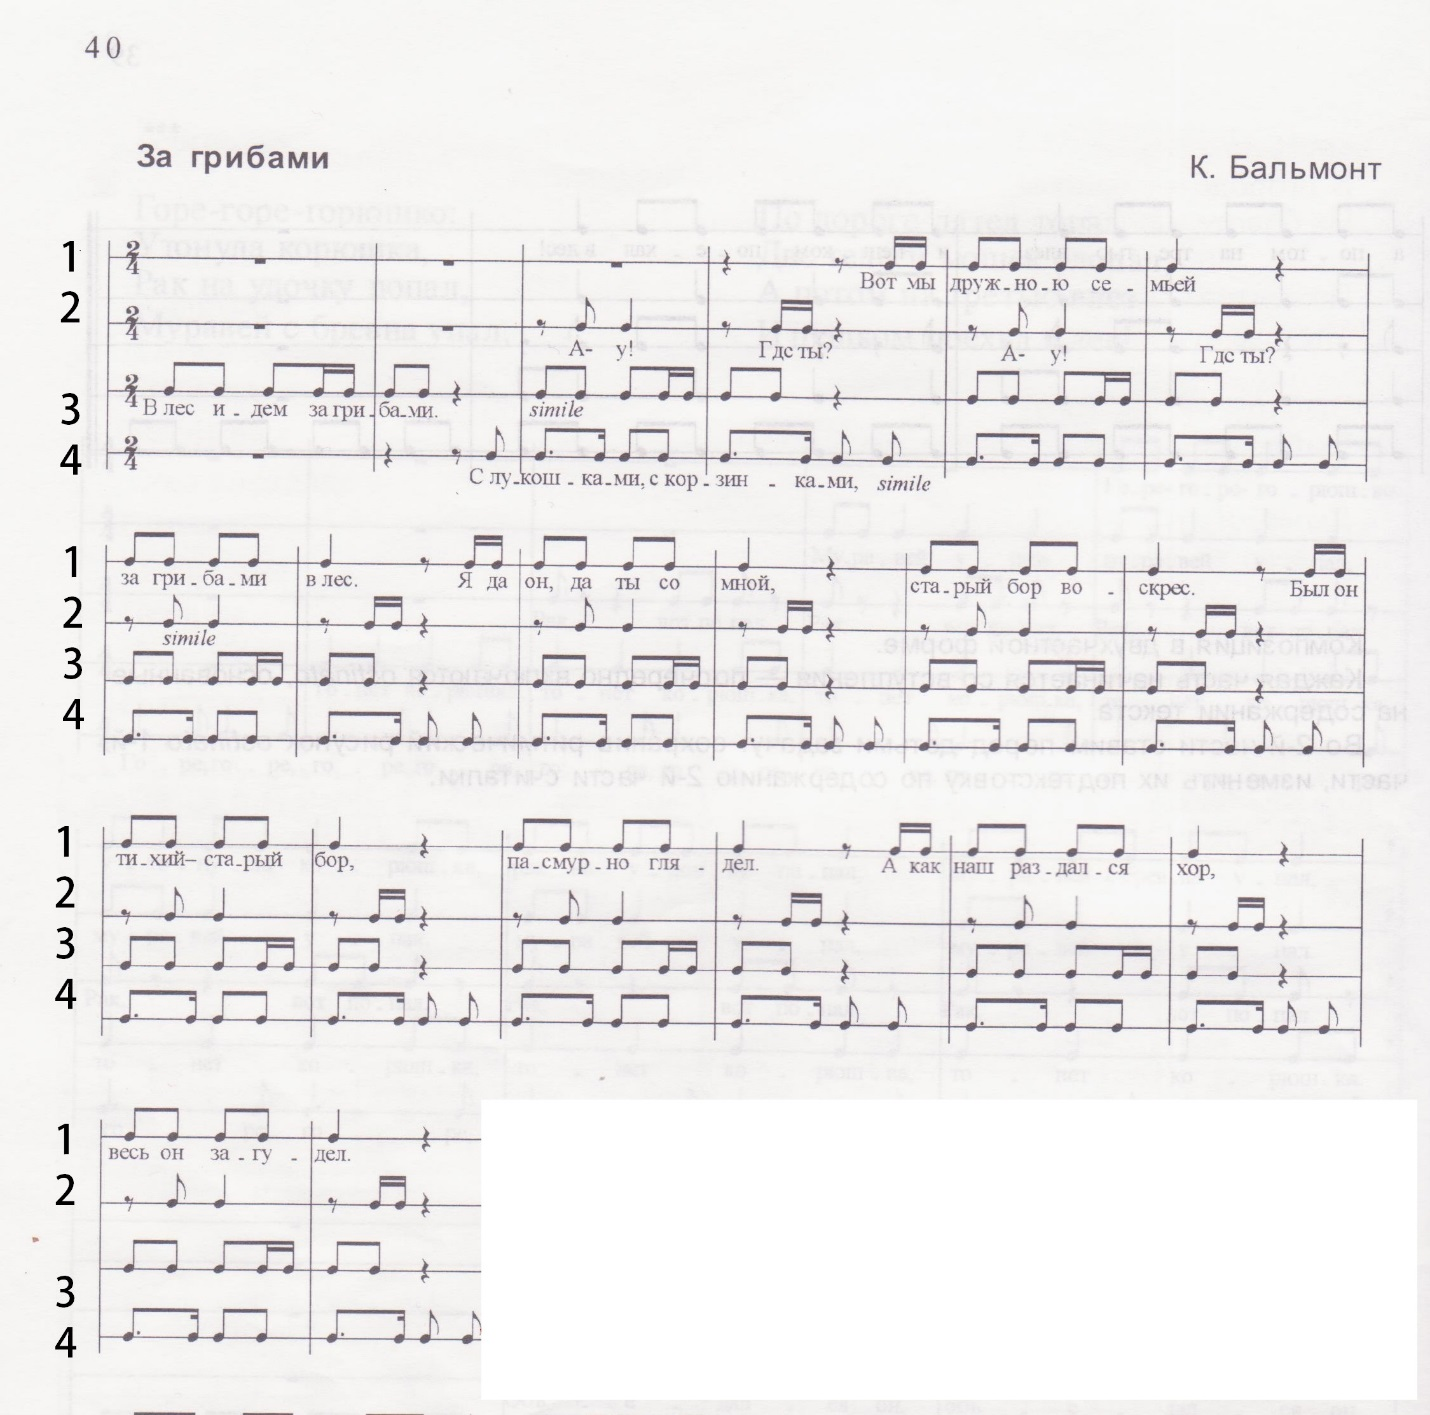 40
За грибами
К. Бальмонт
1
Вот мы друж-но-ю се - мьей
2
А- у! Где ты? А- у! Где ты?
3
В лес и-дем за гри-ба-ми. simile
4
С лу-кош-ка-ми, с кор-зин - ка-ми, simile
1
за гри-ба-ми в лес. Я да он, да ты со мной, ста-рый бор во - скрес. Был он
2
simile
3
4
1
ти-хий– ста-рый бор, па-смур-но гля - дел. А как наш раз-дал-ся хор,
2
3
4
1
весь он за-гу - дел.
2
3
4